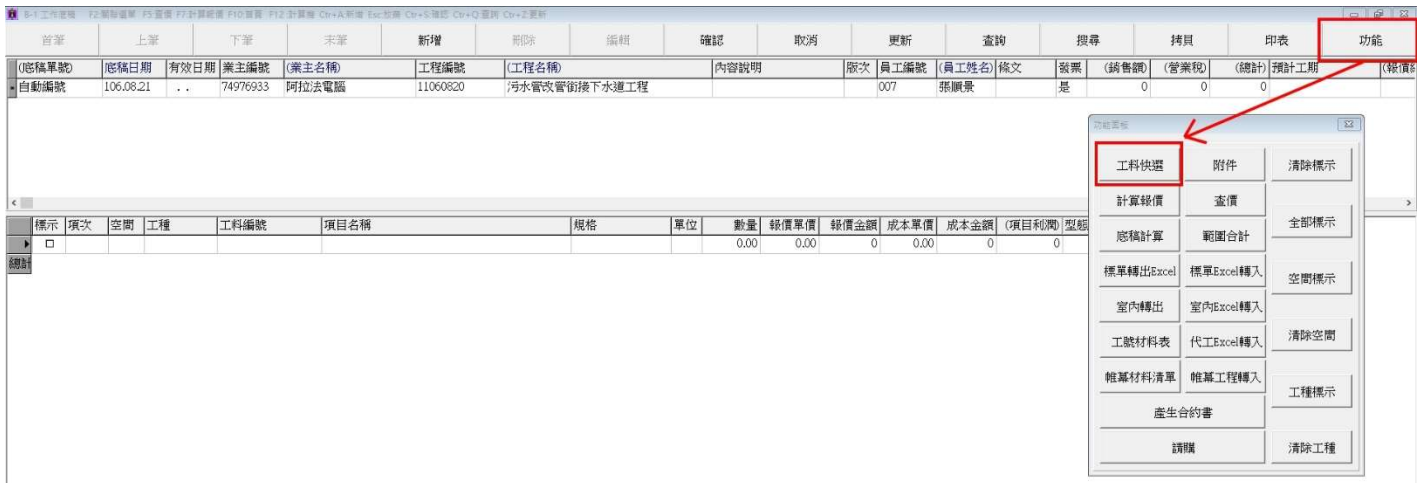 B-1工作底稿 F2:關聯選單 F5:查價 F7:計算報價 F10:首頁 F12:計算機 Ctr+A:新增 Esc:放棄 Ctr+S:確認 Ctr+Q:查詢 Ctr+Z:更新
首筆 上筆 下筆 末筆 新增 刪除 編輯 確認 取消 更新 查詢 搜尋 拷貝 印表 功能
(底稿單號) 底稿日期 有效日期 業主編號 (業主名稱) 工程編號 (工程名稱) 內容說明 版次 員工編號 (員工姓名) 條文 發票 (銷售額) (營業稅) (總計) 預計工期
自動編號 106.08.21 . . 74976933 阿拉法電腦 11060820 污水管改管銜接下水道工程 007 張順景 是 0 0 0
標示 項次 空間 工種 工料編號 項目名稱 規格 單位 數量 報價單價 報價金額 成本單價 成本金額 (項目利潤) 型態
0.00 0.00 0 0.00 0 0
總計
功能面板
工料快選 附件 清除標示
計算報價 查價
全部標示
底稿計算 範圍合計
標單轉出Excel 標單Excel轉入
空間標示
室內轉出 室內Excel轉入
清除空間
工號材料表 代工Excel轉入
帷幕材料清單 帷幕工程轉入
工種標示
產生合約書
請購 清除工種